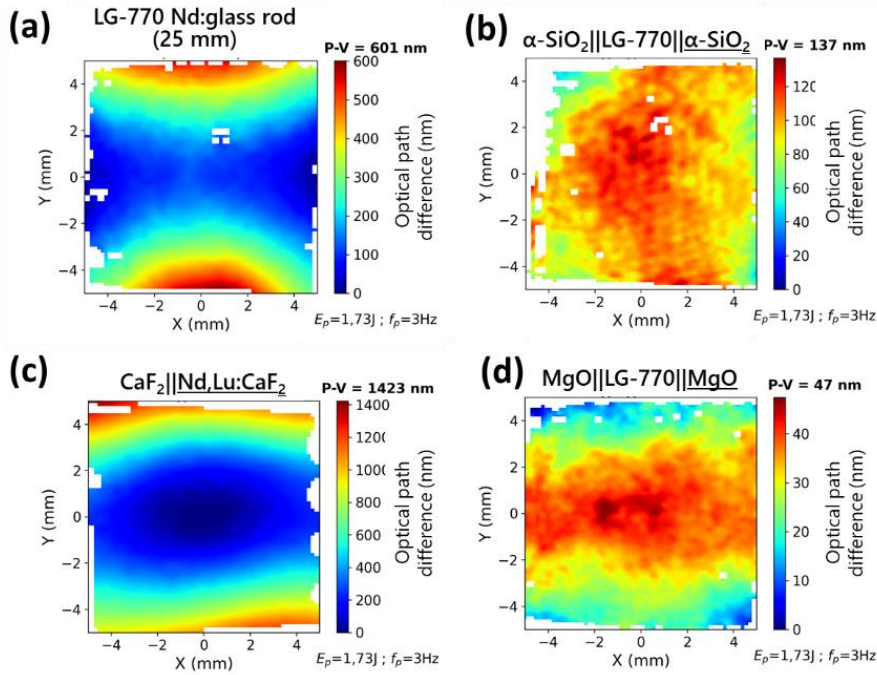 (a)
LG-770 Nd:glass rod
(25 mm)
P-V = 601 nm
4
2
0
−2
−4
Y (mm)
−4 −2 0 2 4
X (mm)
600
500
400
300
200
100
0
Optical path
difference (nm)
Eₚ=1,73J ; fₚ=3Hz
(b)
α-SiO₂||LG-770||α-SiO₂
P-V = 137 nm
4
2
0
−2
−4
Y (mm)
−4 −2 0 2 4
X (mm)
120
100
80
60
40
20
0
Optical path
difference (nm)
Eₚ=1,73J ; fₚ=3Hz
(c)
CaF₂||Nd,Lu:CaF₂
P-V = 1423 nm
4
2
0
−2
−4
Y (mm)
−4 −2 0 2 4
X (mm)
1400
1200
1000
800
600
400
200
0
Optical path
difference (nm)
Eₚ=1,73J ; fₚ=3Hz
(d)
MgO||LG-770||MgO
P-V = 47 nm
4
2
0
−2
−4
Y (mm)
−4 −2 0 2 4
X (mm)
40
30
20
10
0
Optical path
difference (nm)
Eₚ=1,73J ; fₚ=3Hz